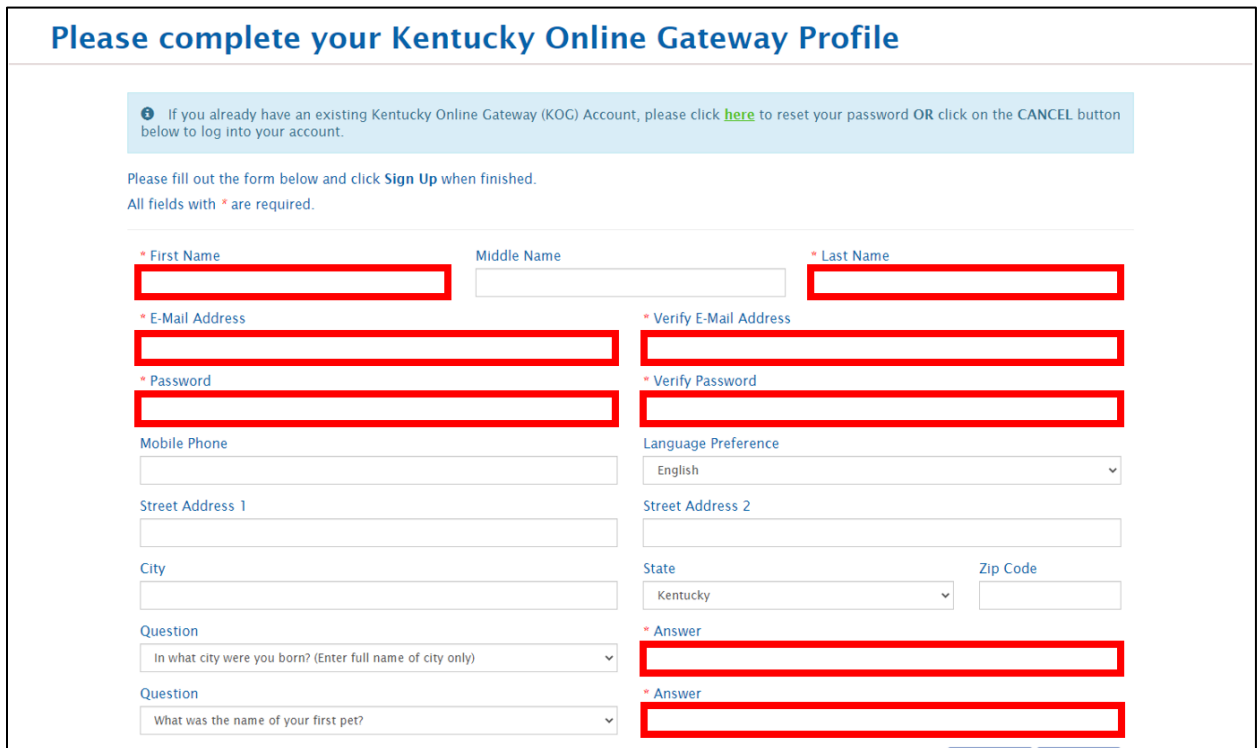 Please complete your Kentucky Online Gateway Profile
If you already have an existing Kentucky Online Gateway (KOG) Account, please click here to reset your password OR click on the CANCEL button
below to log into your account.
Please fill out the form below and click Sign Up when finished.
All fields with * are required.
* First Name Middle Name * Last Name
* E-Mail Address * Verify E-Mail Address
* Password * Verify Password
Mobile Phone Language Preference
English
Street Address 1 Street Address 2
City State Zip Code
Kentucky
Question * Answer
In what city were you born? (Enter full name of city only)
Question * Answer
What was the name of your first pet?